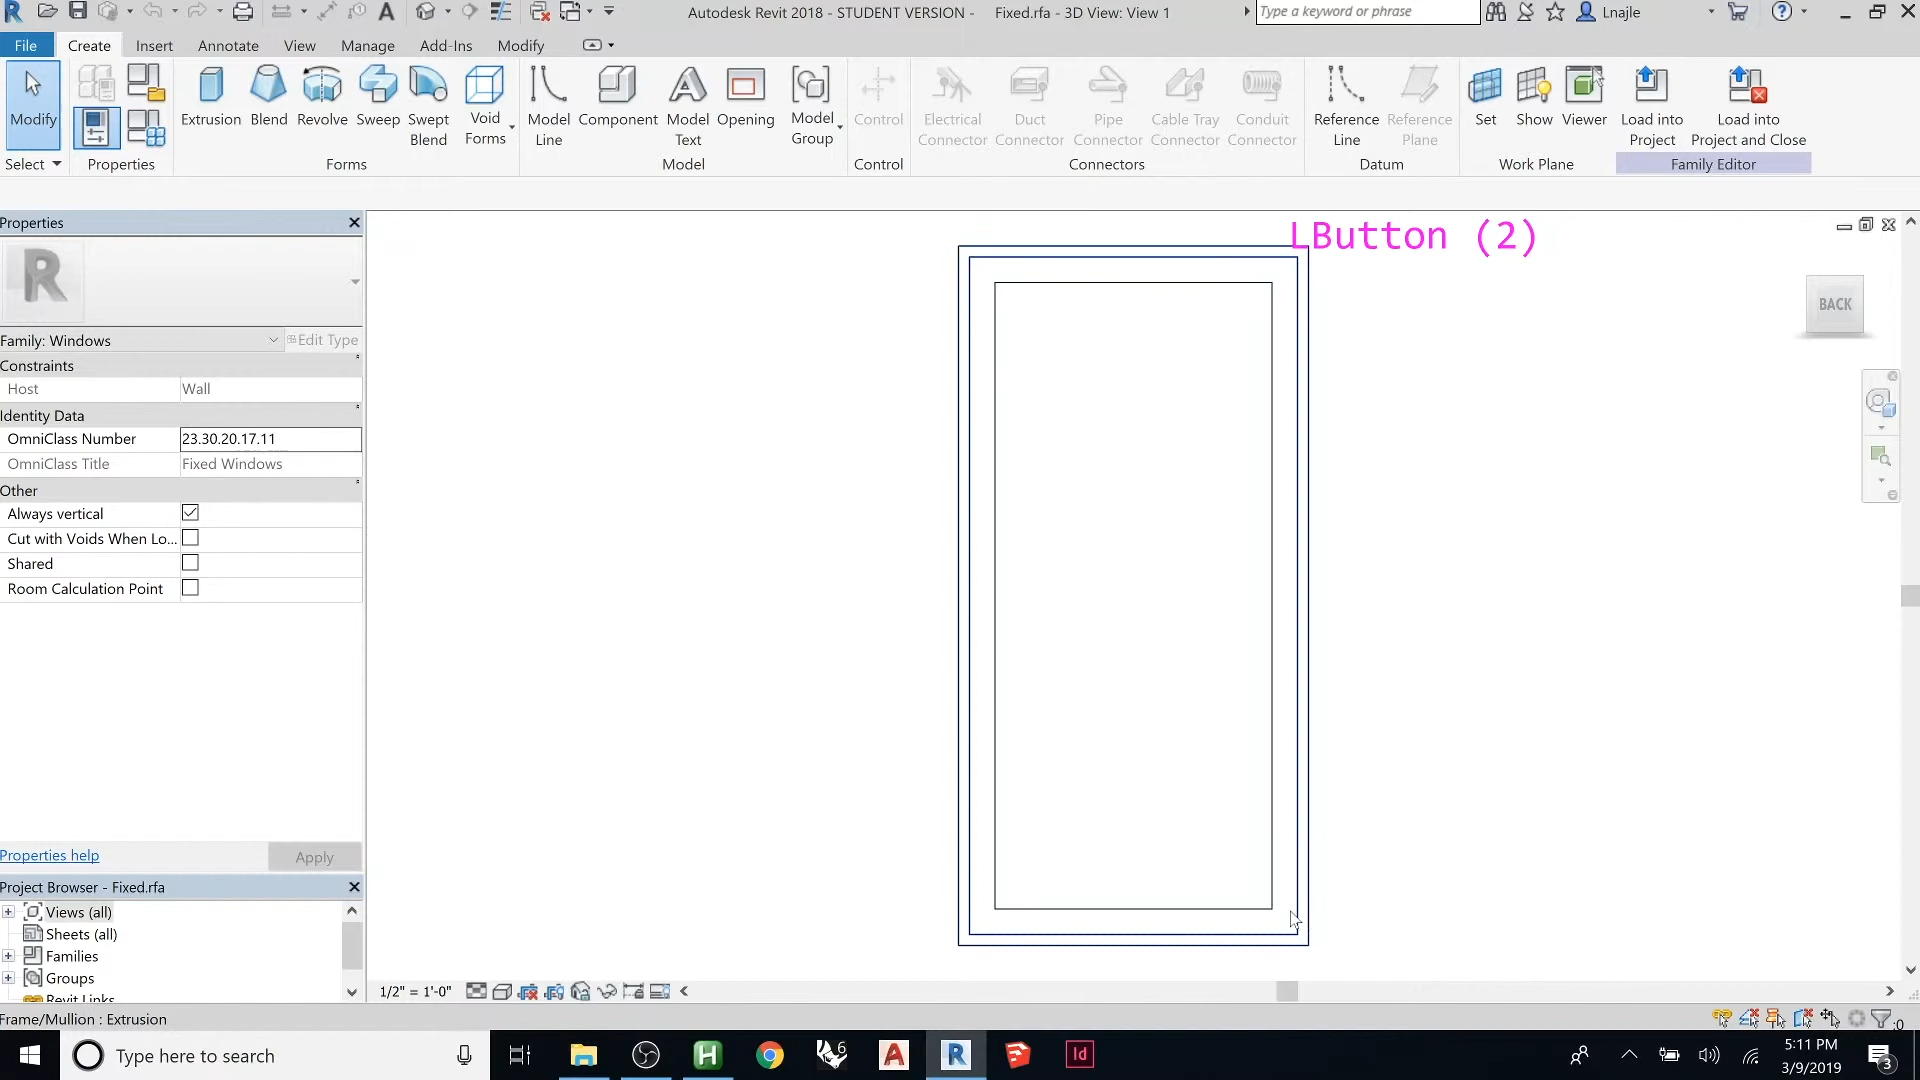 Autodesk Revit 2018 - STUDENT VERSION - Fixed.rfa - 3D View: View 1
Type a keyword or phrase
Lnajle
File Create Insert Annotate View Manage Add-Ins Modify
Modify
Extrusion Blend Revolve Sweep Swept Blend Void Forms
Model Line Component Model Text Opening Model Group
Control
Electrical Connector Duct Connector Pipe Connector Cable Tray Connector Conduit Connector
Reference Line Reference Plane
Set Show Viewer
Load into Project Load into Project and Close
Select Properties Forms Model Control Connectors Datum Work Plane Family Editor
Properties
LButton (2)
BACK
R
Family: Windows
Edit Type
Constraints
Host Wall
Identity Data
OmniClass Number 23.30.20.17.11
OmniClass Title Fixed Windows
Other
Always vertical
Cut with Voids When Lo...
Shared
Room Calculation Point
Properties help
Apply
Project Browser - Fixed.rfa
Views (all)
Sheets (all)
Families
Groups
Revit Links
1/2" = 1'-0"
Frame/Mullion : Extrusion
:0
Type here to search
6
H
A
R
Id
5:11 PM
3/9/2019
3